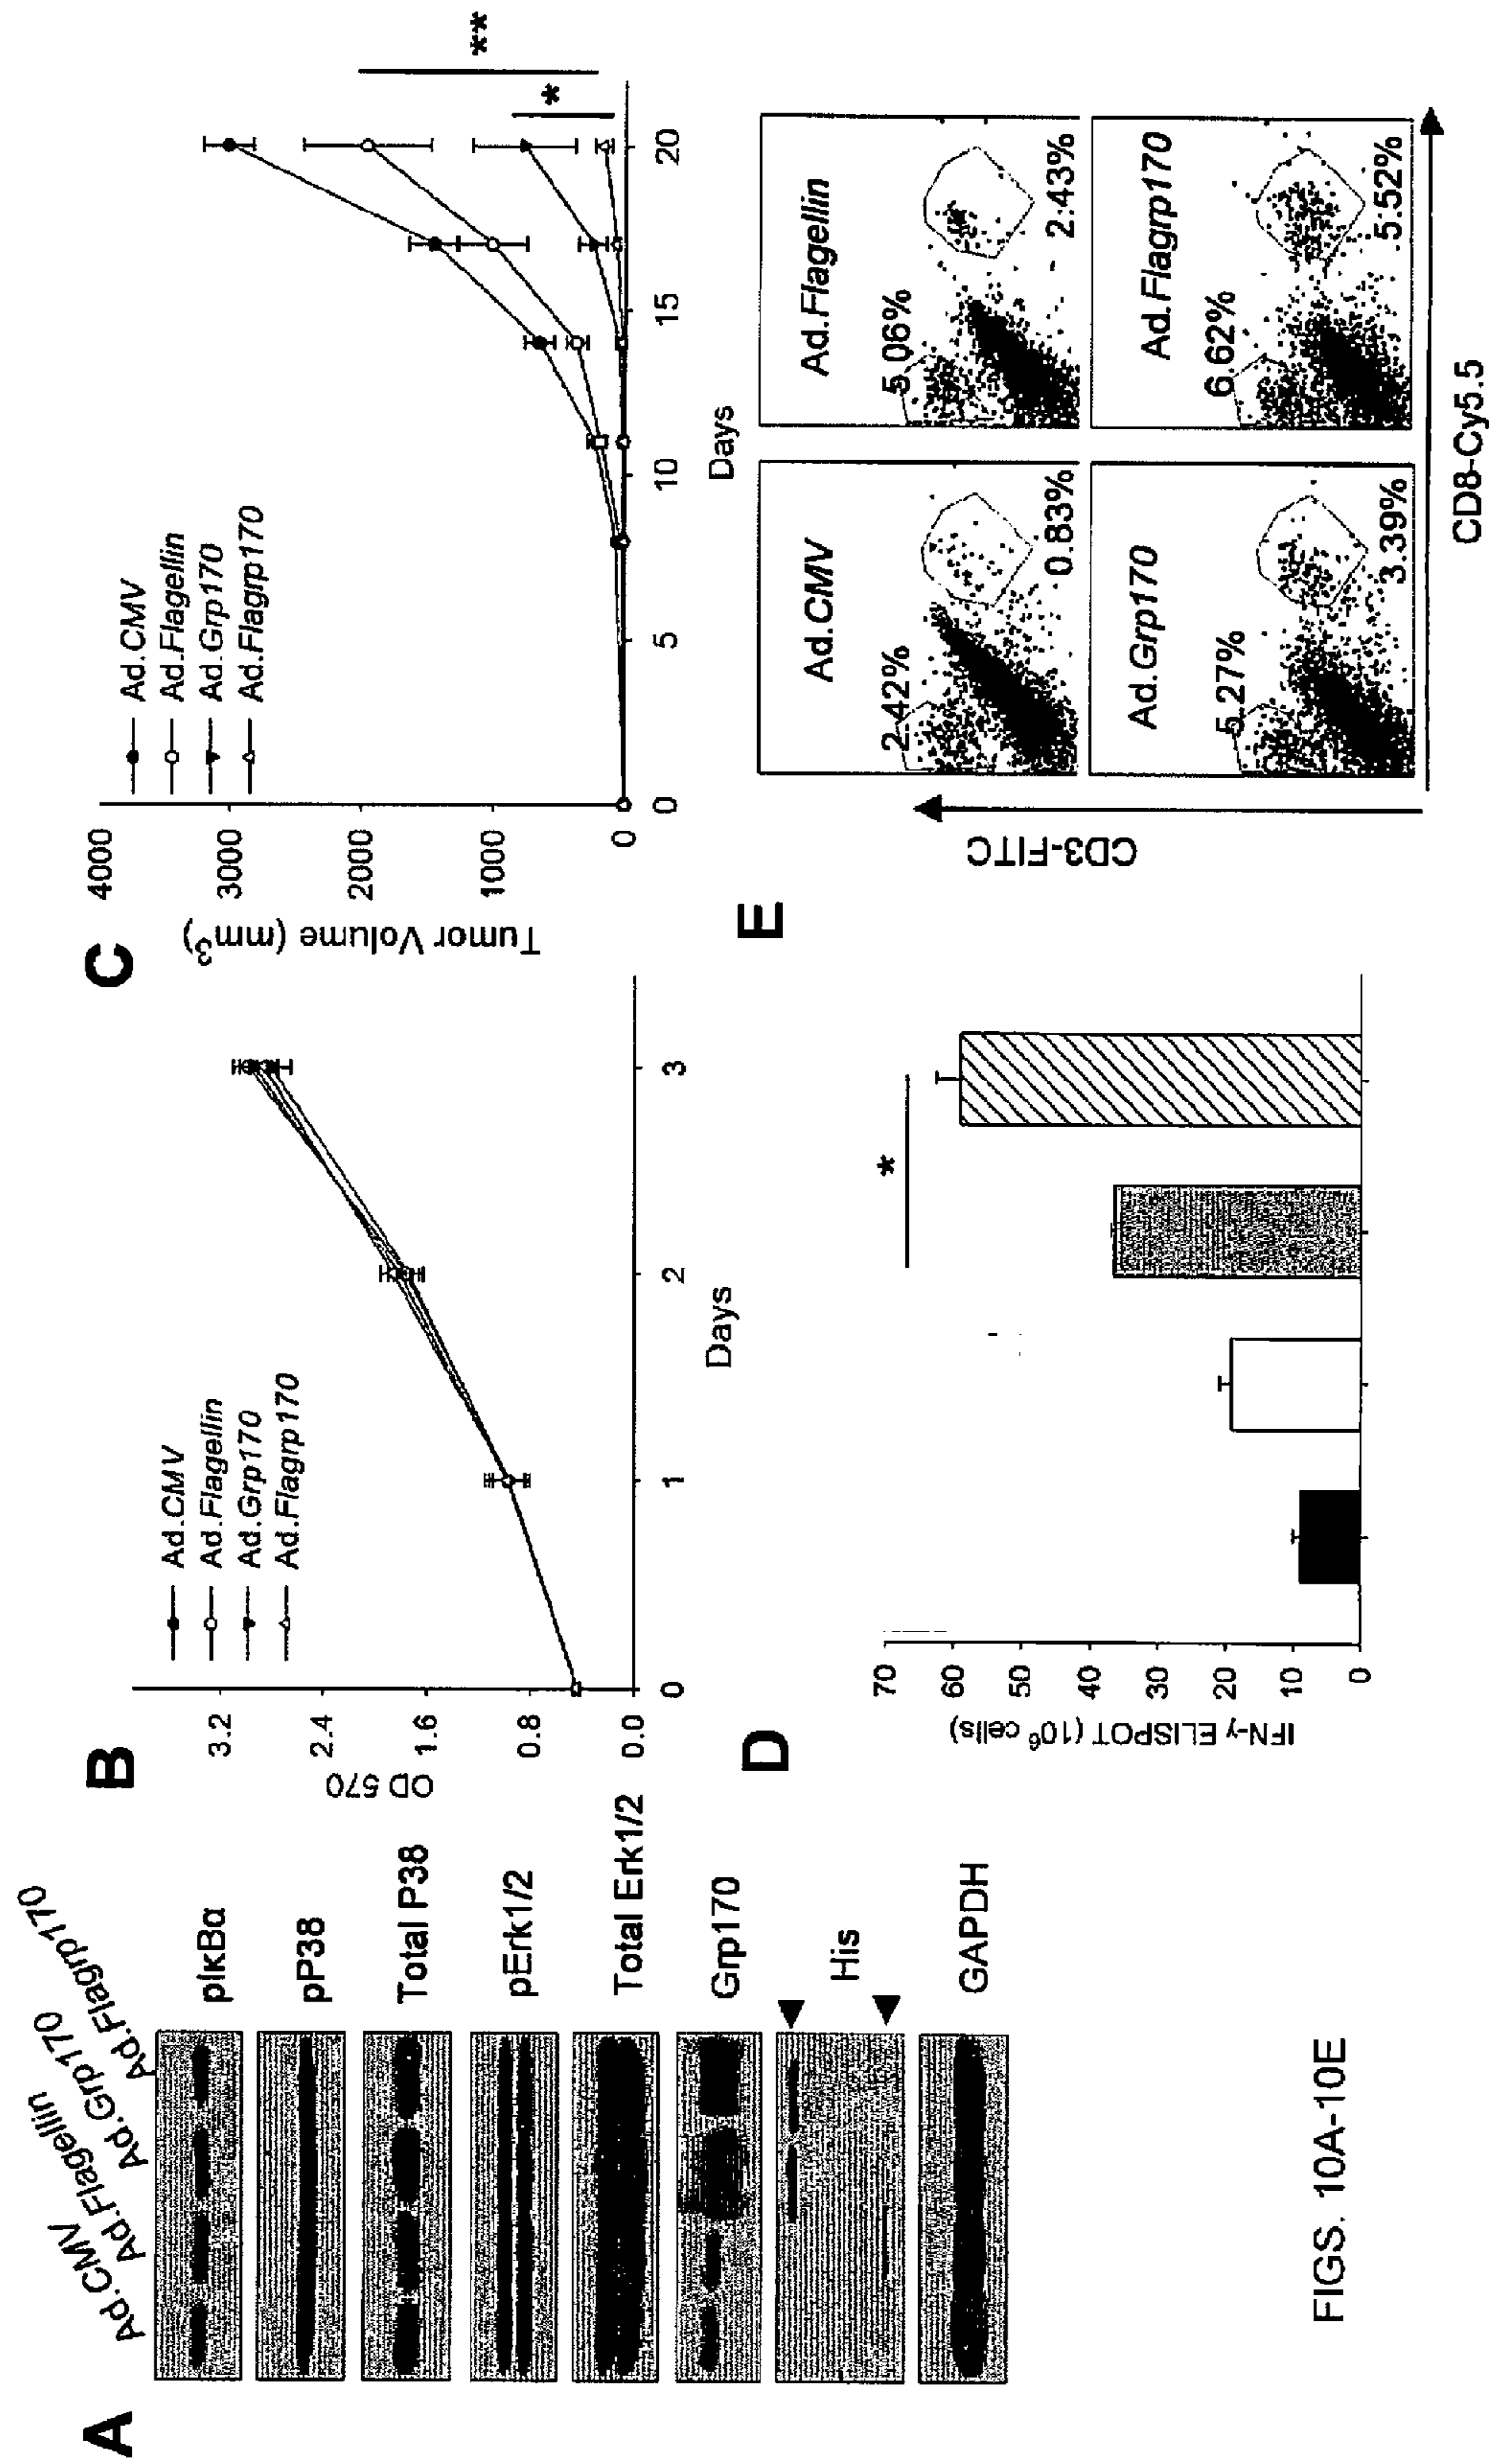 A
Ad.CMV
Ad.Flagellin
Ad.Grp170
Ad.Flagrp170
pIκBα
pP38
Total P38
pErk1/2
Total Erk1/2
Grp170
His
GAPDH
B
Ad.CMV
Ad.Flagellin
Ad.Grp170
Ad.Flagrp170
OD 570
3.2
2.4
1.6
0.8
0.0
0 1 2 3
Days
C
Ad.CMV
Ad.Flagellin
Ad.Grp170
Ad.Flagrp170
Tumor Volume (mm3)
4000
3000
2000
1000
0
0 5 10 15 20
Days
*
**
D
IFN-γ ELISPOT (10⁶ cells)
70
60
50
40
30
20
10
0
*
E
Ad.CMV
2.42%
0.83%
Ad.Flagellin
5.06%
2.43%
Ad.Grp170
5.27%
3.39%
Ad.Flagrp170
6.62%
5.52%
CD3-FITC
CD8-Cy5.5
FIGS. 10A-10E